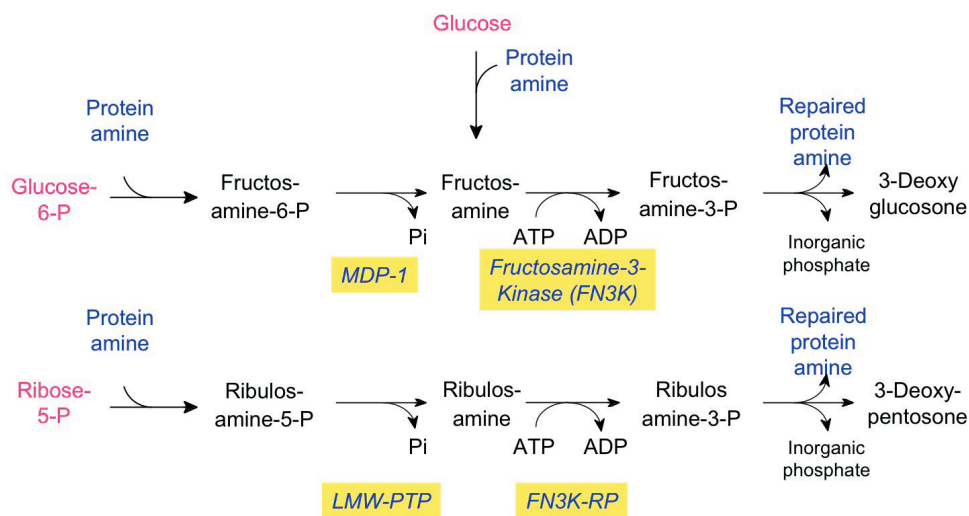 Glucose
Protein
amine
Protein
amine
Glucose-
6-P
Fructos-
amine-6-P
Pi
MDP-1
Fructos-
amine
ATP
ADP
Fructosamine-3-
Kinase (FN3K)
Fructos-
amine-3-P
Repaired
protein
amine
Inorganic
phosphate
3-Deoxy
glucosone
Protein
amine
Ribose-
5-P
Ribulos-
amine-5-P
Pi
LMW-PTP
Ribulos-
amine
ATP
ADP
FN3K-RP
Ribulos
amine-3-P
Repaired
protein
amine
Inorganic
phosphate
3-Deoxy-
pentosone